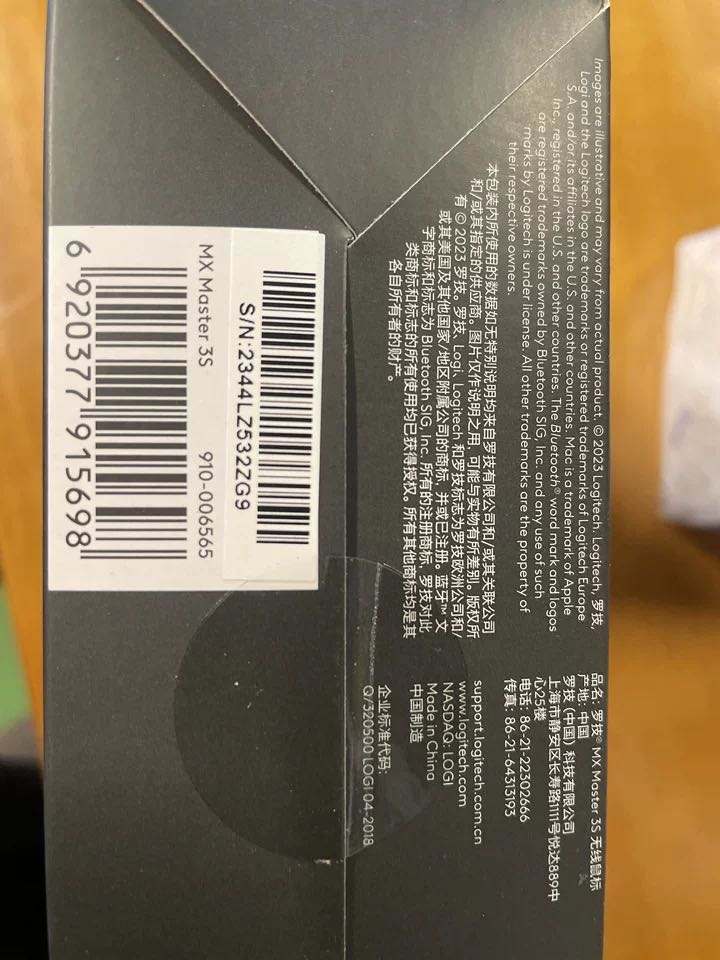 Images are illustrative and may vary from actual product. © 2023 Logitech. Logitech, 罗技,
Logi and the Logitech logo are trademarks or registered trademarks of Logitech Europe
S.A. and/or its affiliates in the U.S. and other countries. Mac is a trademark of Apple
Inc., registered in the U.S. and other countries. The Bluetooth® word mark and logos
are registered trademarks owned by Bluetooth SIG, Inc. and any use of such
marks by Logitech is under license. All other trademarks are the property of
their respective owners.
本包装内所使用的数据如无特别说明均来自罗技有限公司和/或其关联公司
和/或其指定的供应商。图片仅作说明之用，可能与实物有所差别。版权所
有 © 2023 罗技。罗技、Logi、Logitech 和罗技标志为罗技欧洲公司和/
或其美国及其他国家/地区附属公司的商标，并或已注册。蓝牙™ 文
字商标和标志为 Bluetooth SIG, Inc. 所有的注册商标，罗技对此
类商标和标志的所有使用均已获得授权。所有其他商标均是其
各自所有者的财产。
品名: 罗技® MX Master 3S 无线鼠标
产地: 中国
罗技 (中国) 科技有限公司
上海市静安区长寿路1111号悦达889中
心25楼
电话: 86-21-22302666
传真: 86-21-64313193
support.logitech.com.cn
www.logitech.com
NASDAQ: LOGI
Made in China
中国制造
企业标准代码:
Q/320500 LOGI 04-2018
S/N:2344LZ532ZG9
MX Master 3S 910-006565
6 920377 915698